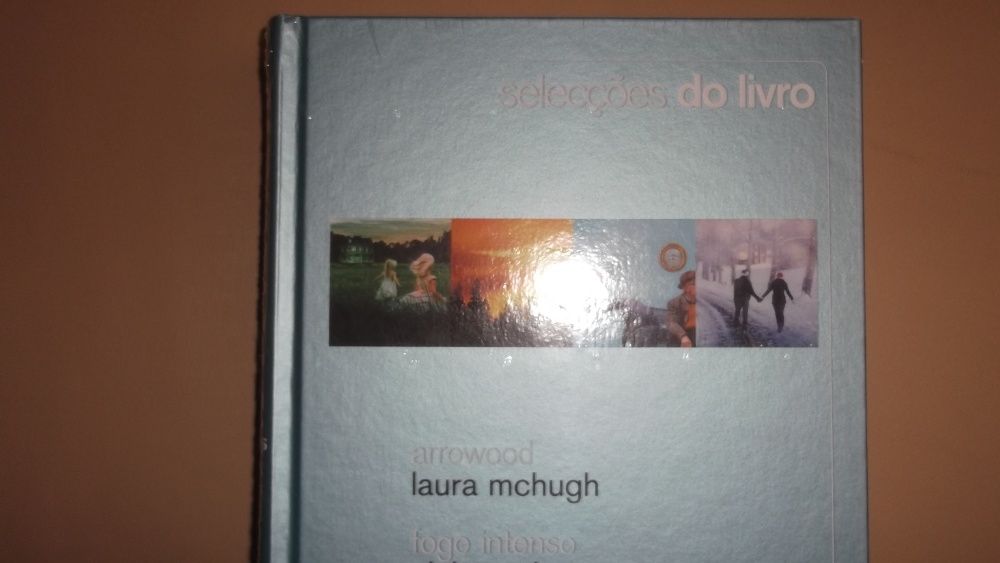 selecções do livro
arrowood
laura mchugh
fogo intenso